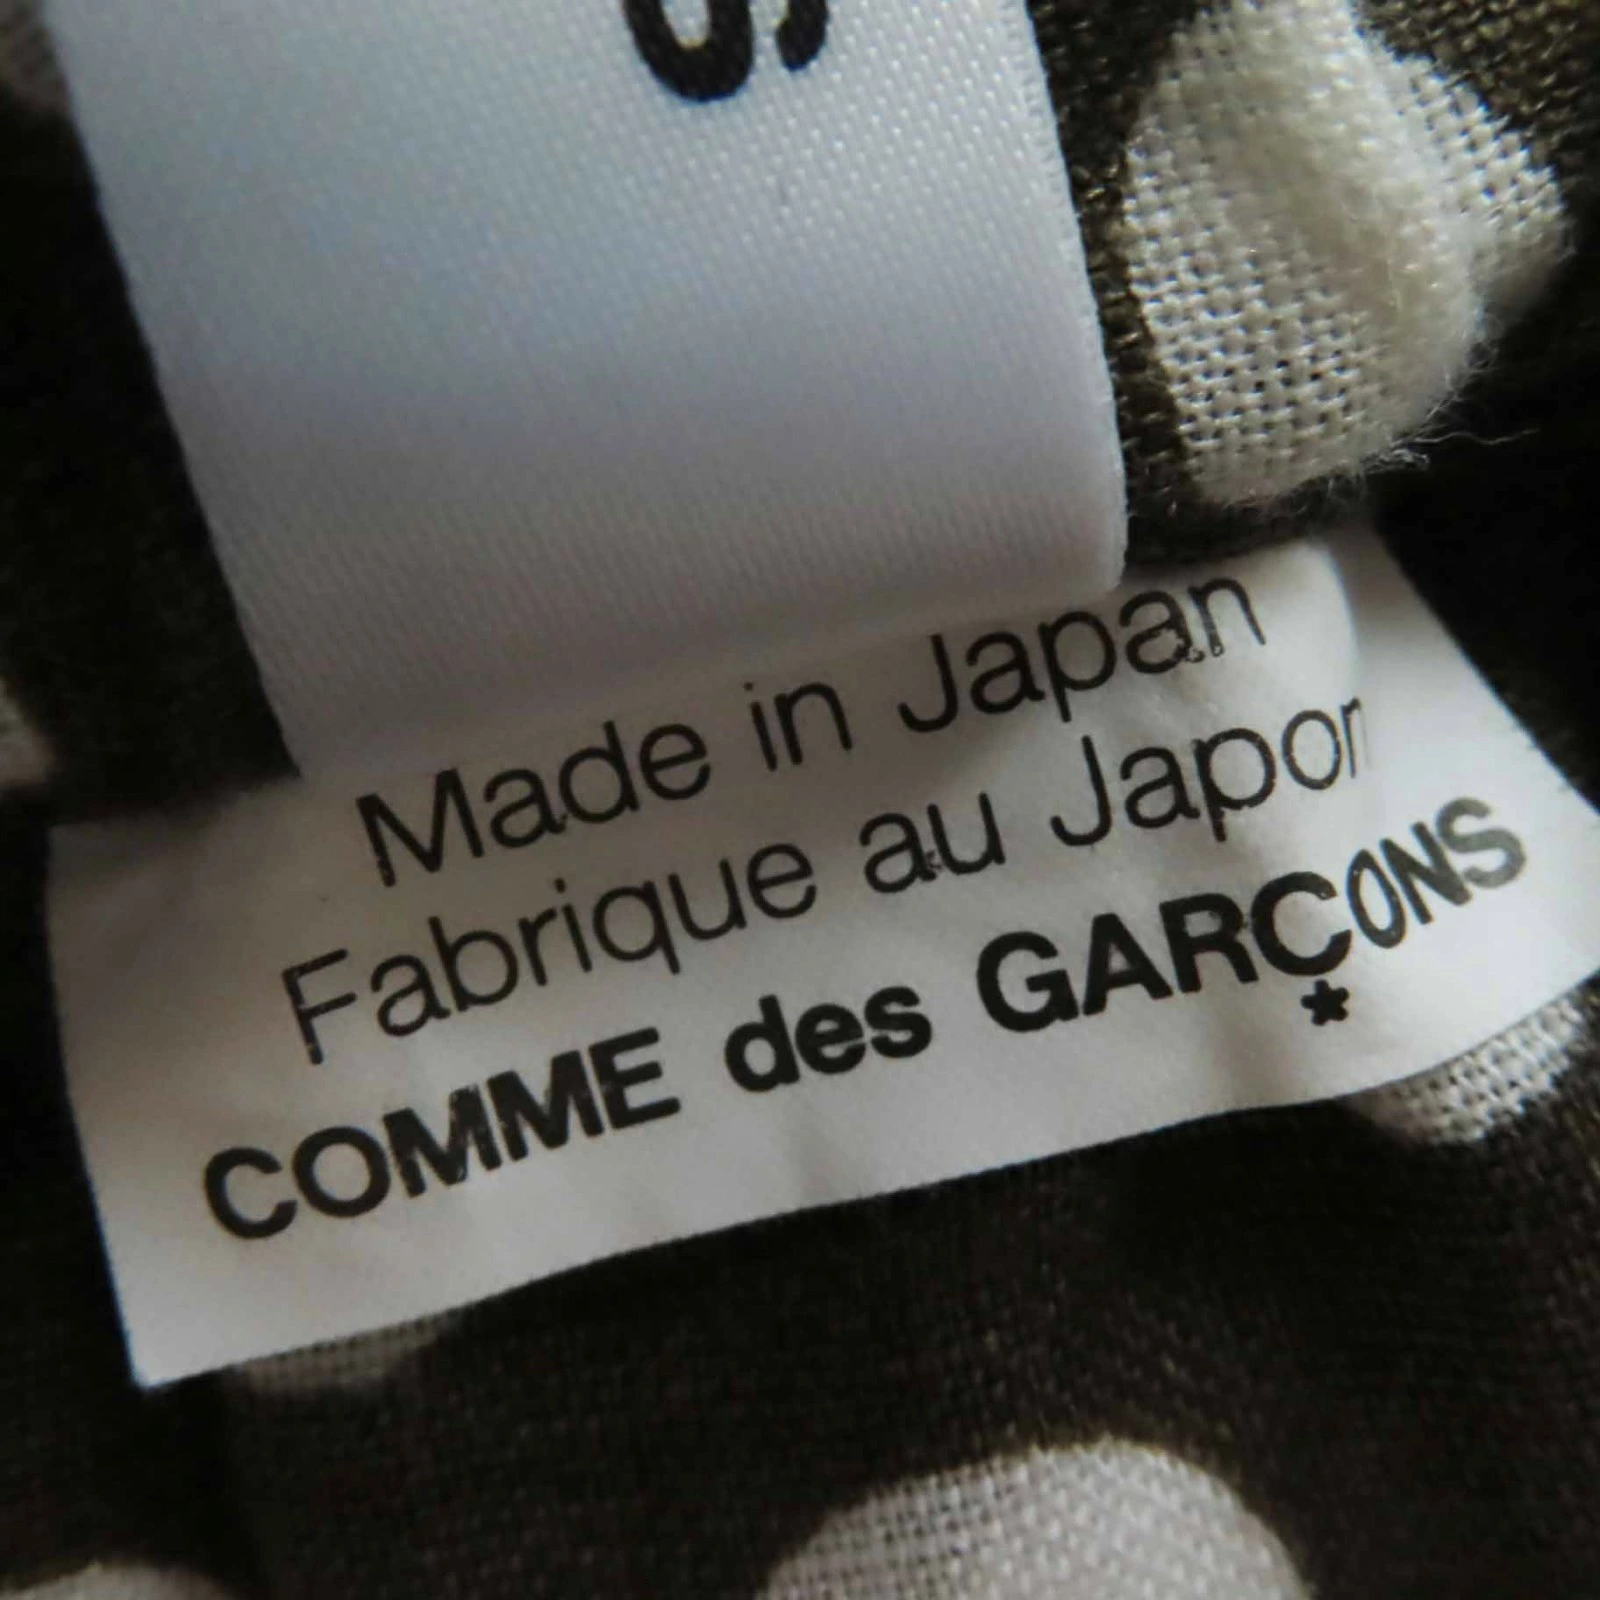 S
Made in Japan
Fabrique au Japon
COMME des GARÇONS